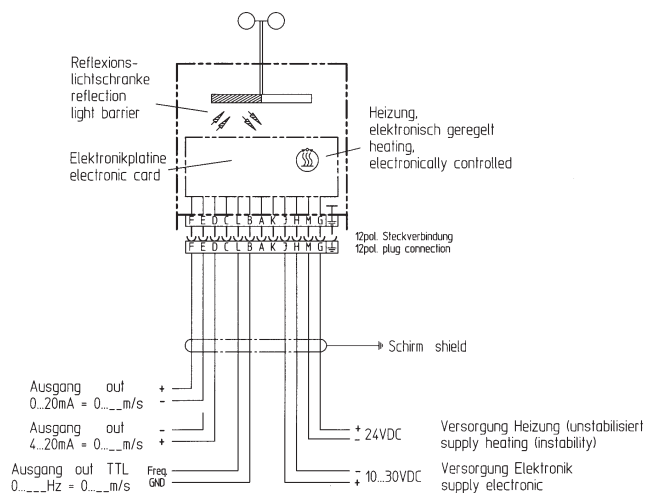 Reflexions-
lichtschranke
reflection
light barrier
Heizung,
elektronisch geregelt
heating,
electronically controlled
Elektronikplatine
electronic card
F E D C L B A K J H M G
12pol. Steckverbindung
F E D C L B A K J H M G
12pol. plug connection
Schirm shield
Ausgang out +
0...20mA = 0...__m/s -
Ausgang out -
4...20mA = 0...__m/s +
+ 24VDC
-
Versorgung Heizung (unstabilisiert
supply heating (instability)
Ausgang out TTL Freq.
0...___Hz = 0...__m/s GND
- 10...30VDC
+
Versorgung Elektronik
supply electronic